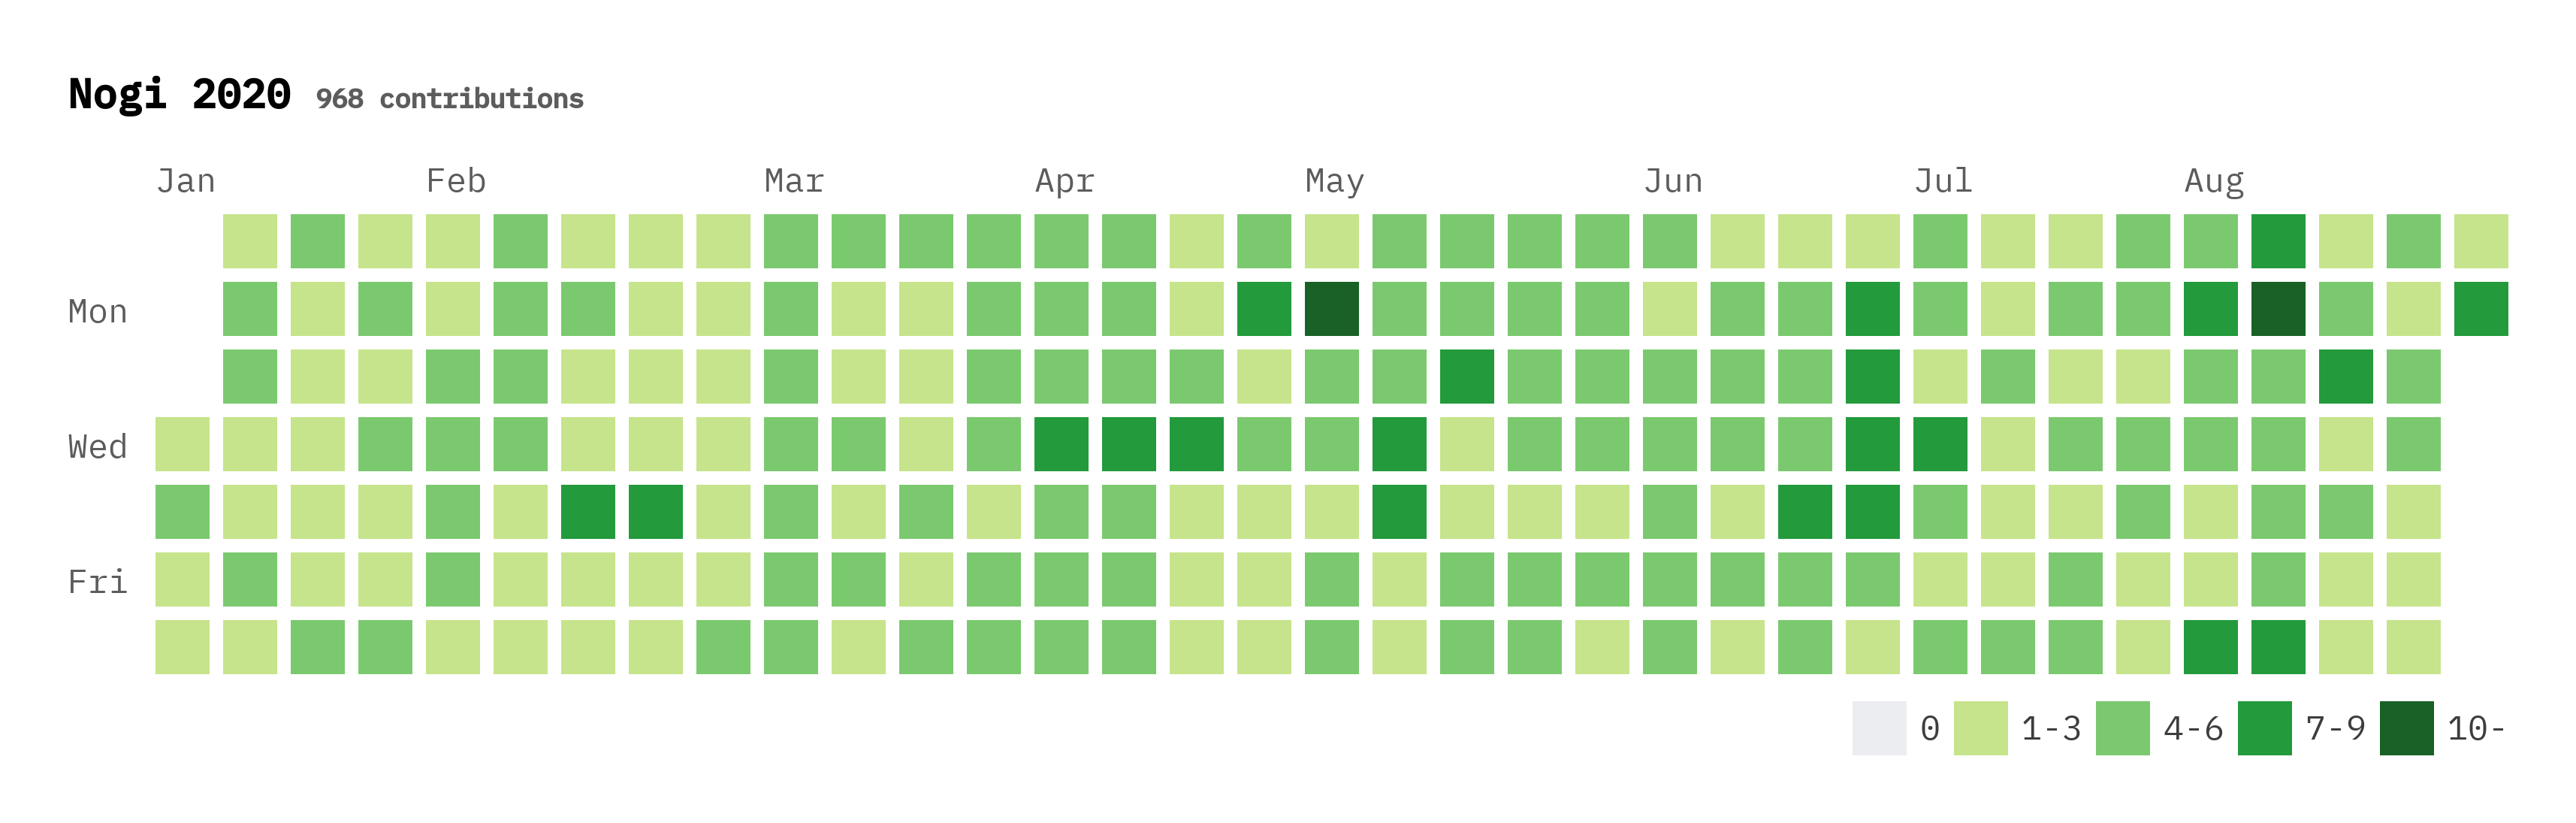 Nogi 2020 968 contributions
Jan Feb Mar Apr May Jun Jul Aug
Mon
Wed
Fri
0 1-3 4-6 7-9 10-